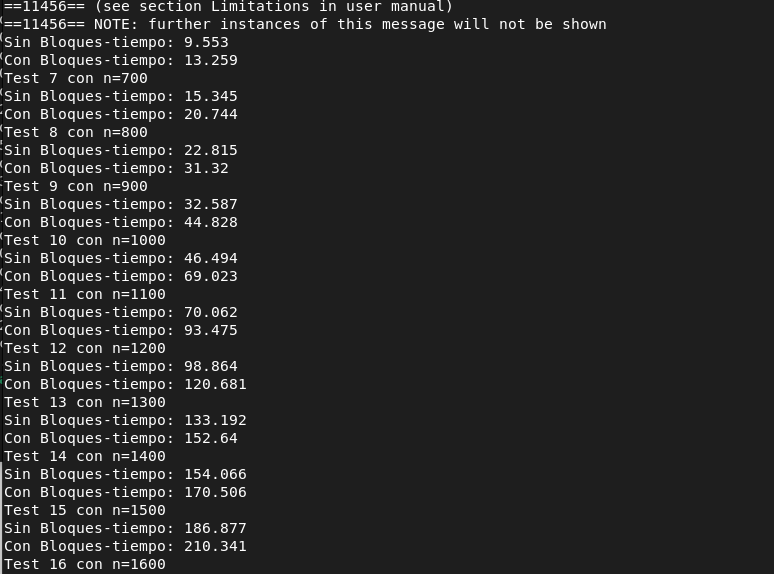 ==11456== (see section Limitations in user manual)
==11456== NOTE: further instances of this message will not be shown
Sin Bloques-tiempo: 9.553
Con Bloques-tiempo: 13.259
Test 7 con n=700
Sin Bloques-tiempo: 15.345
Con Bloques-tiempo: 20.744
Test 8 con n=800
Sin Bloques-tiempo: 22.815
Con Bloques-tiempo: 31.32
Test 9 con n=900
Sin Bloques-tiempo: 32.587
Con Bloques-tiempo: 44.828
Test 10 con n=1000
Sin Bloques-tiempo: 46.494
Con Bloques-tiempo: 69.023
Test 11 con n=1100
Sin Bloques-tiempo: 70.062
Con Bloques-tiempo: 93.475
Test 12 con n=1200
Sin Bloques-tiempo: 98.864
Con Bloques-tiempo: 120.681
Test 13 con n=1300
Sin Bloques-tiempo: 133.192
Con Bloques-tiempo: 152.64
Test 14 con n=1400
Sin Bloques-tiempo: 154.066
Con Bloques-tiempo: 170.506
Test 15 con n=1500
Sin Bloques-tiempo: 186.877
Con Bloques-tiempo: 210.341
Test 16 con n=1600